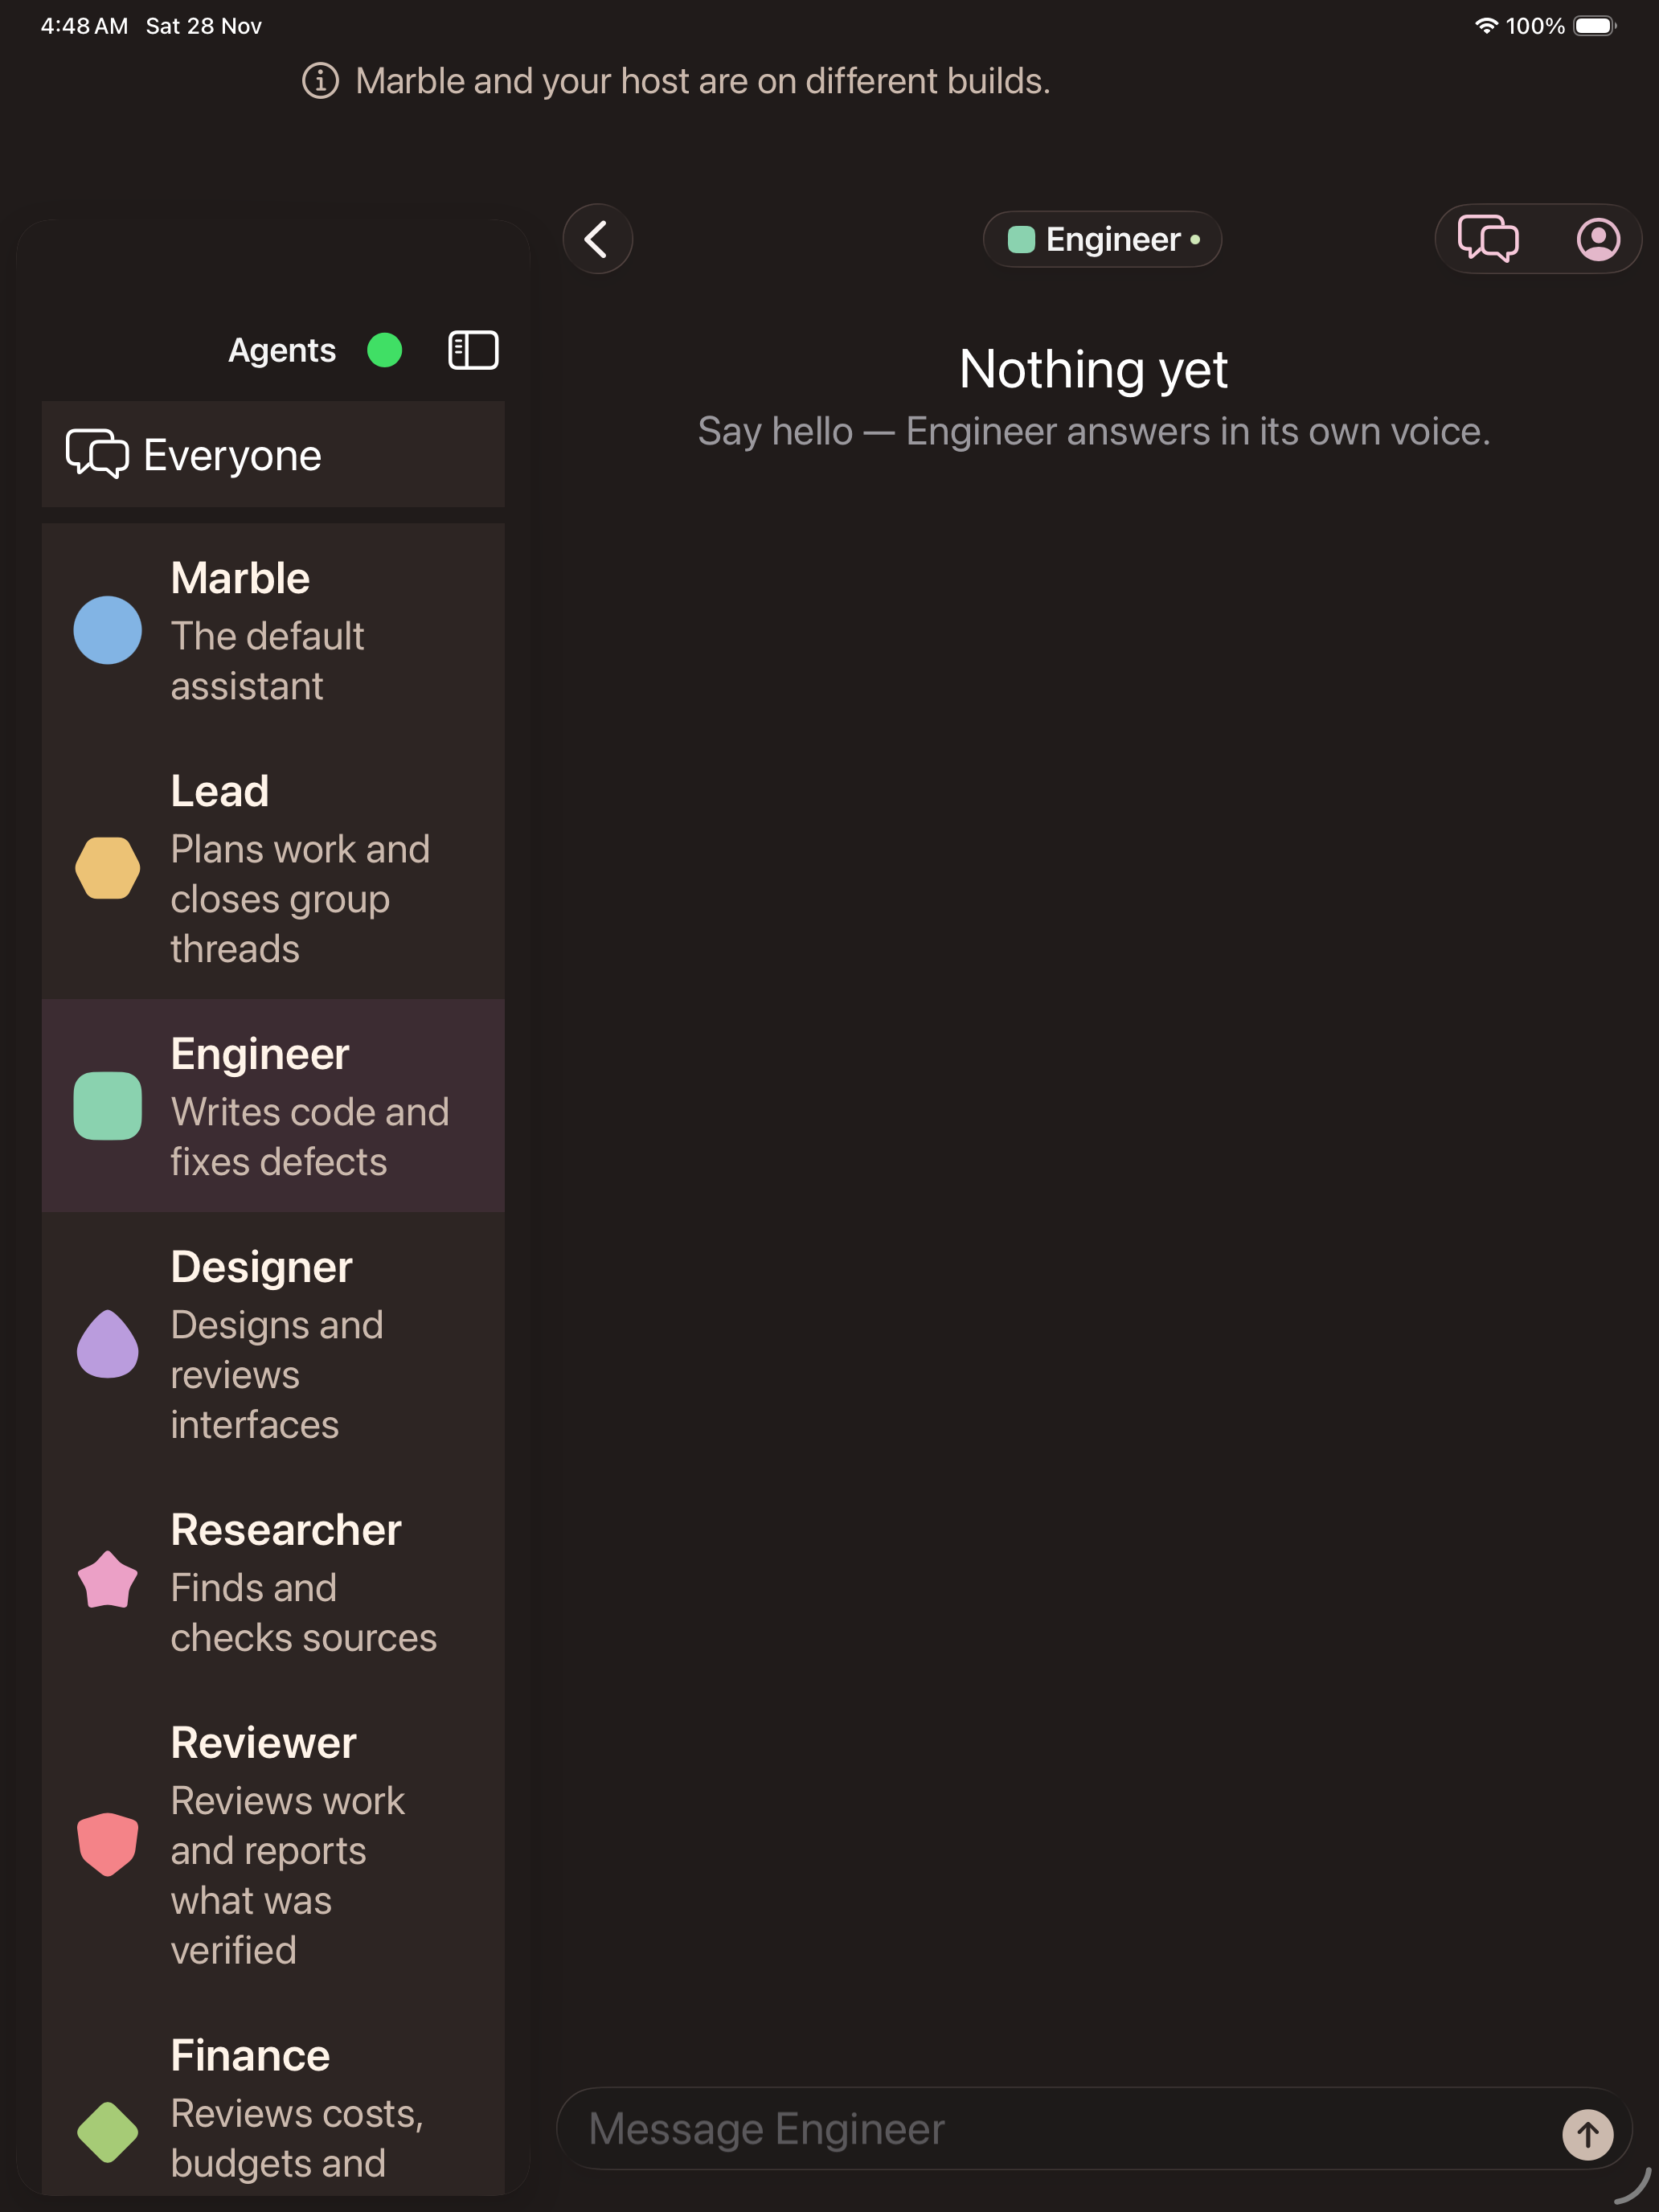 4:48 AM Sat 28 Nov
100%
Marble and your host are on different builds.
Agents
Everyone
Marble
The default
assistant
Lead
Plans work and
closes group
threads
Engineer
Writes code and
fixes defects
Designer
Designs and
reviews
interfaces
Researcher
Finds and
checks sources
Reviewer
Reviews work
and reports
what was
verified
Finance
Reviews costs,
budgets and
Engineer
Nothing yet
Say hello — Engineer answers in its own voice.
Message Engineer